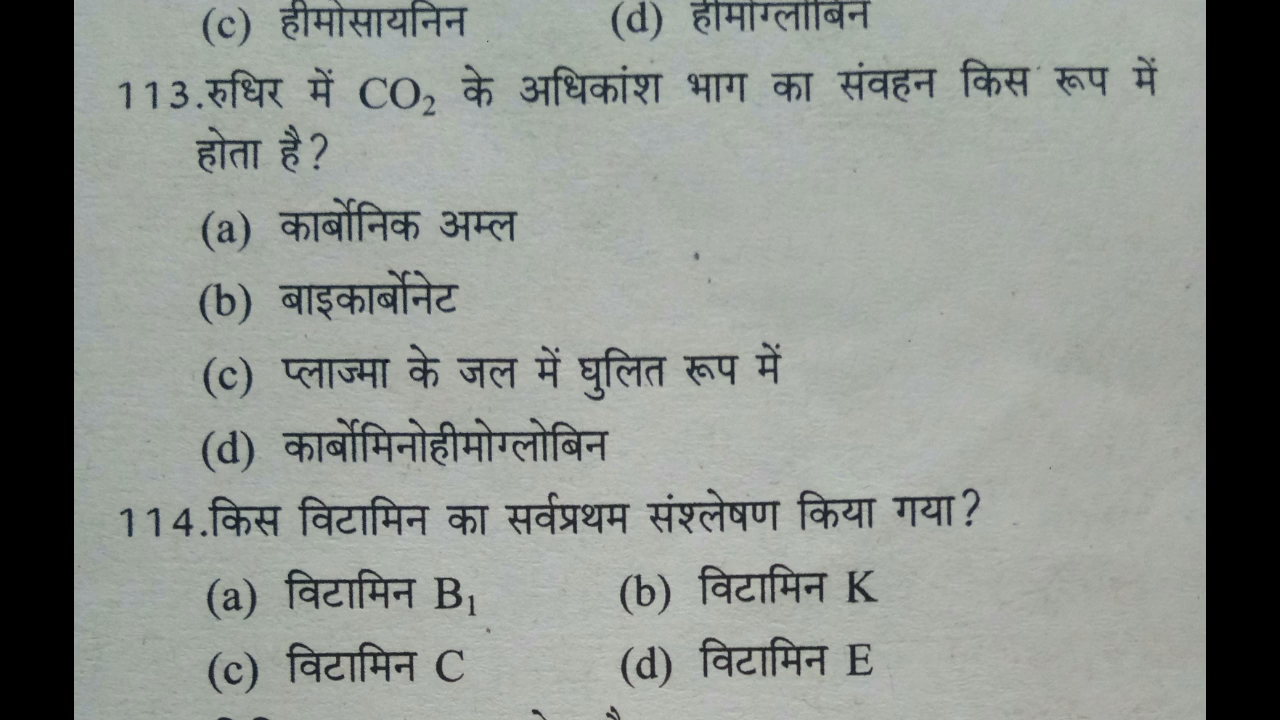 (c) हीमोसायनिन (d) हीमोग्लोबिन
113.रुधिर में CO₂ के अधिकांश भाग का संवहन किस रूप में
होता है?
(a) कार्बोनिक अम्ल
(b) बाइकार्बोनेट
(c) प्लाज्मा के जल में घुलित रूप में
(d) कार्बोमिनोहीमोग्लोबिन
114.किस विटामिन का सर्वप्रथम संश्लेषण किया गया?
(a) विटामिन B₁ (b) विटामिन K
(c) विटामिन C (d) विटामिन E